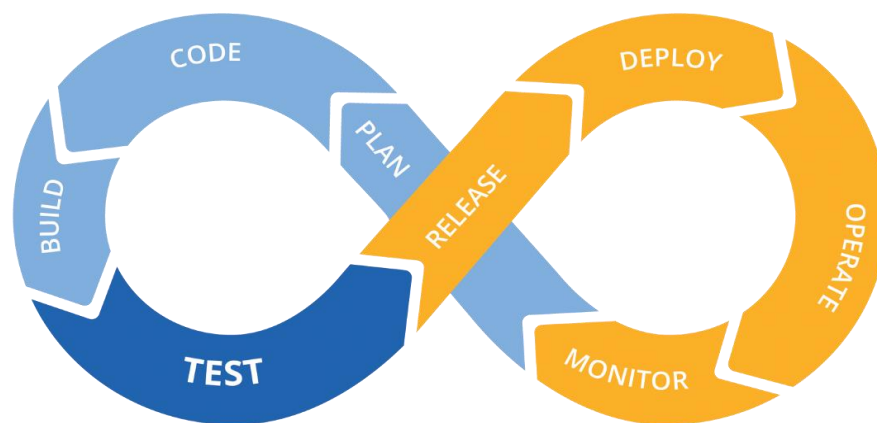 CODE
DEPLOY
PLAN
RELEASE
BUILD
OPERATE
TEST
MONITOR